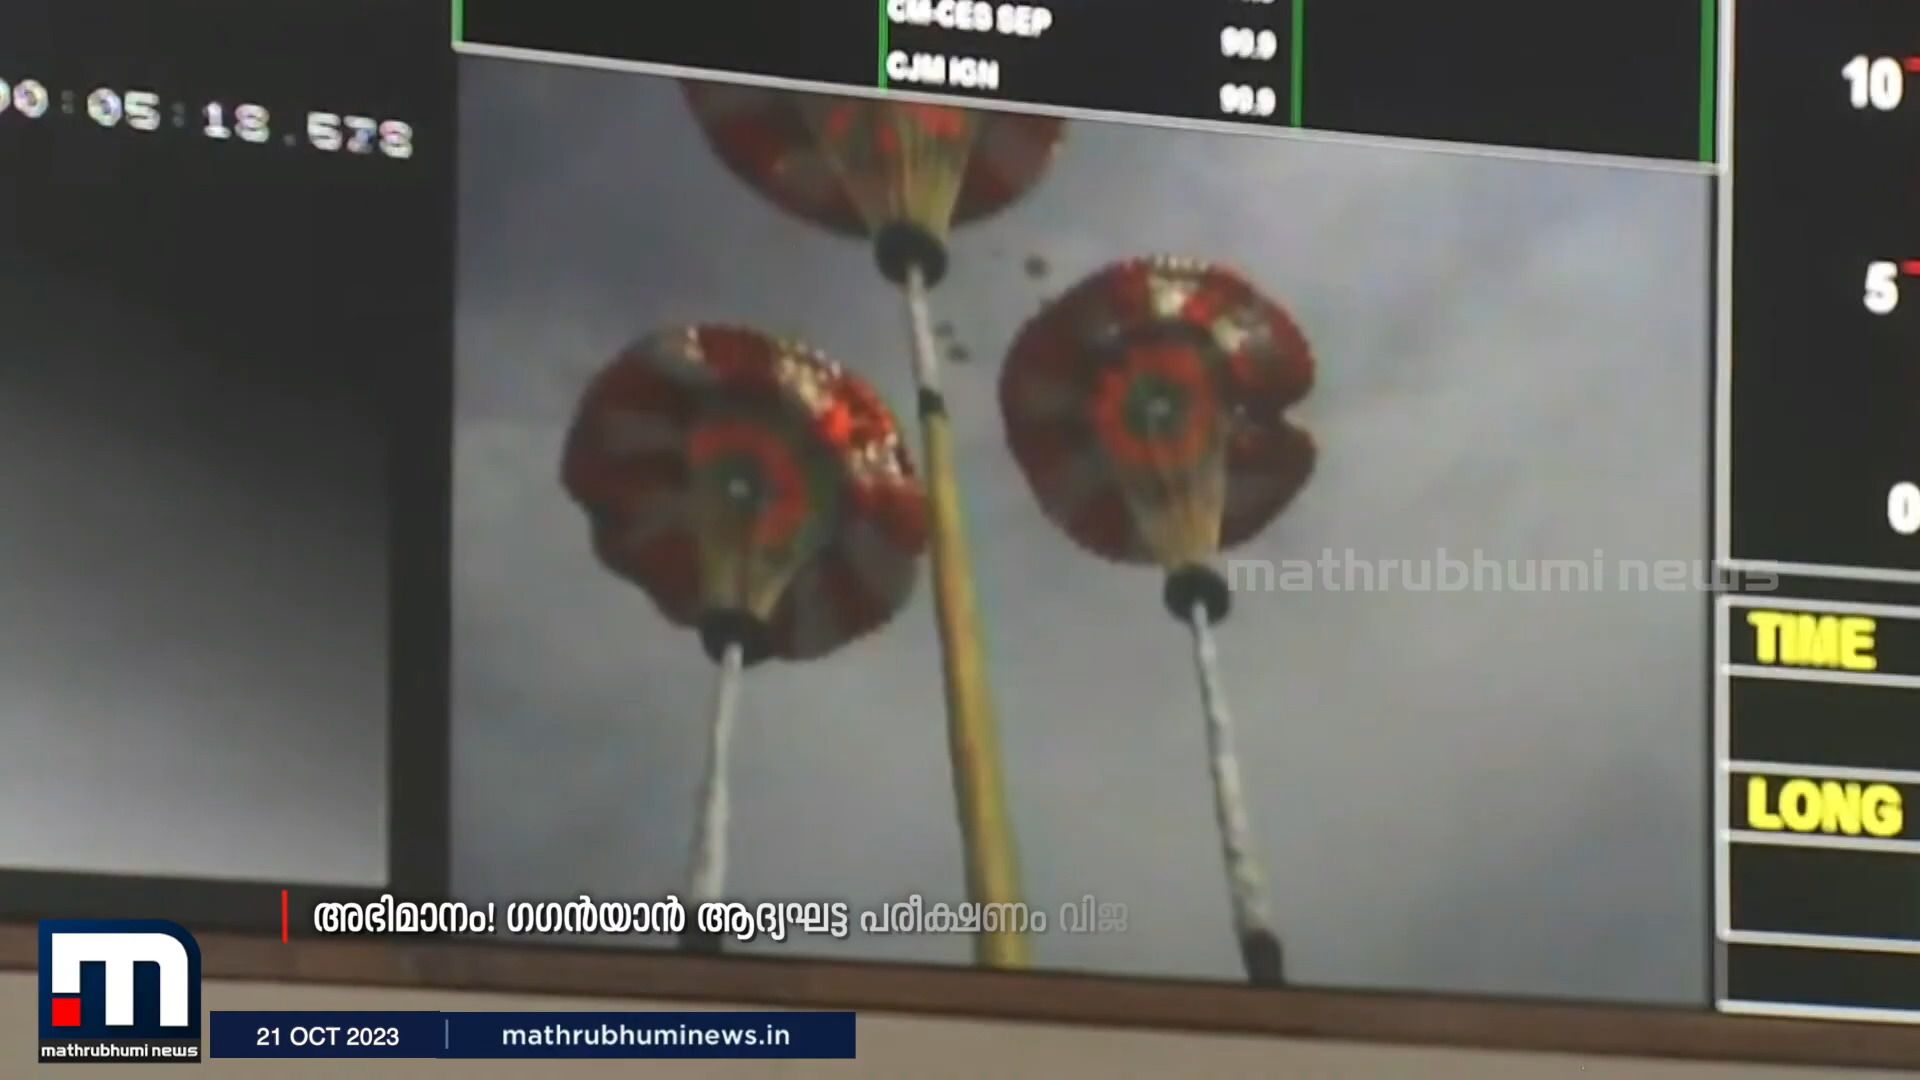 CM-CES SEP 99.9
CJM IGN 99.9
00:05:18.578
10
5
0
mathrubhumi news
TIME
LONG
അഭിമാനം! ഗഗൻയാൻ ആദ്യഘട്ട പരീക്ഷണം വിജ
mathrubhumi news
21 OCT 2023
mathrubhuminews.in